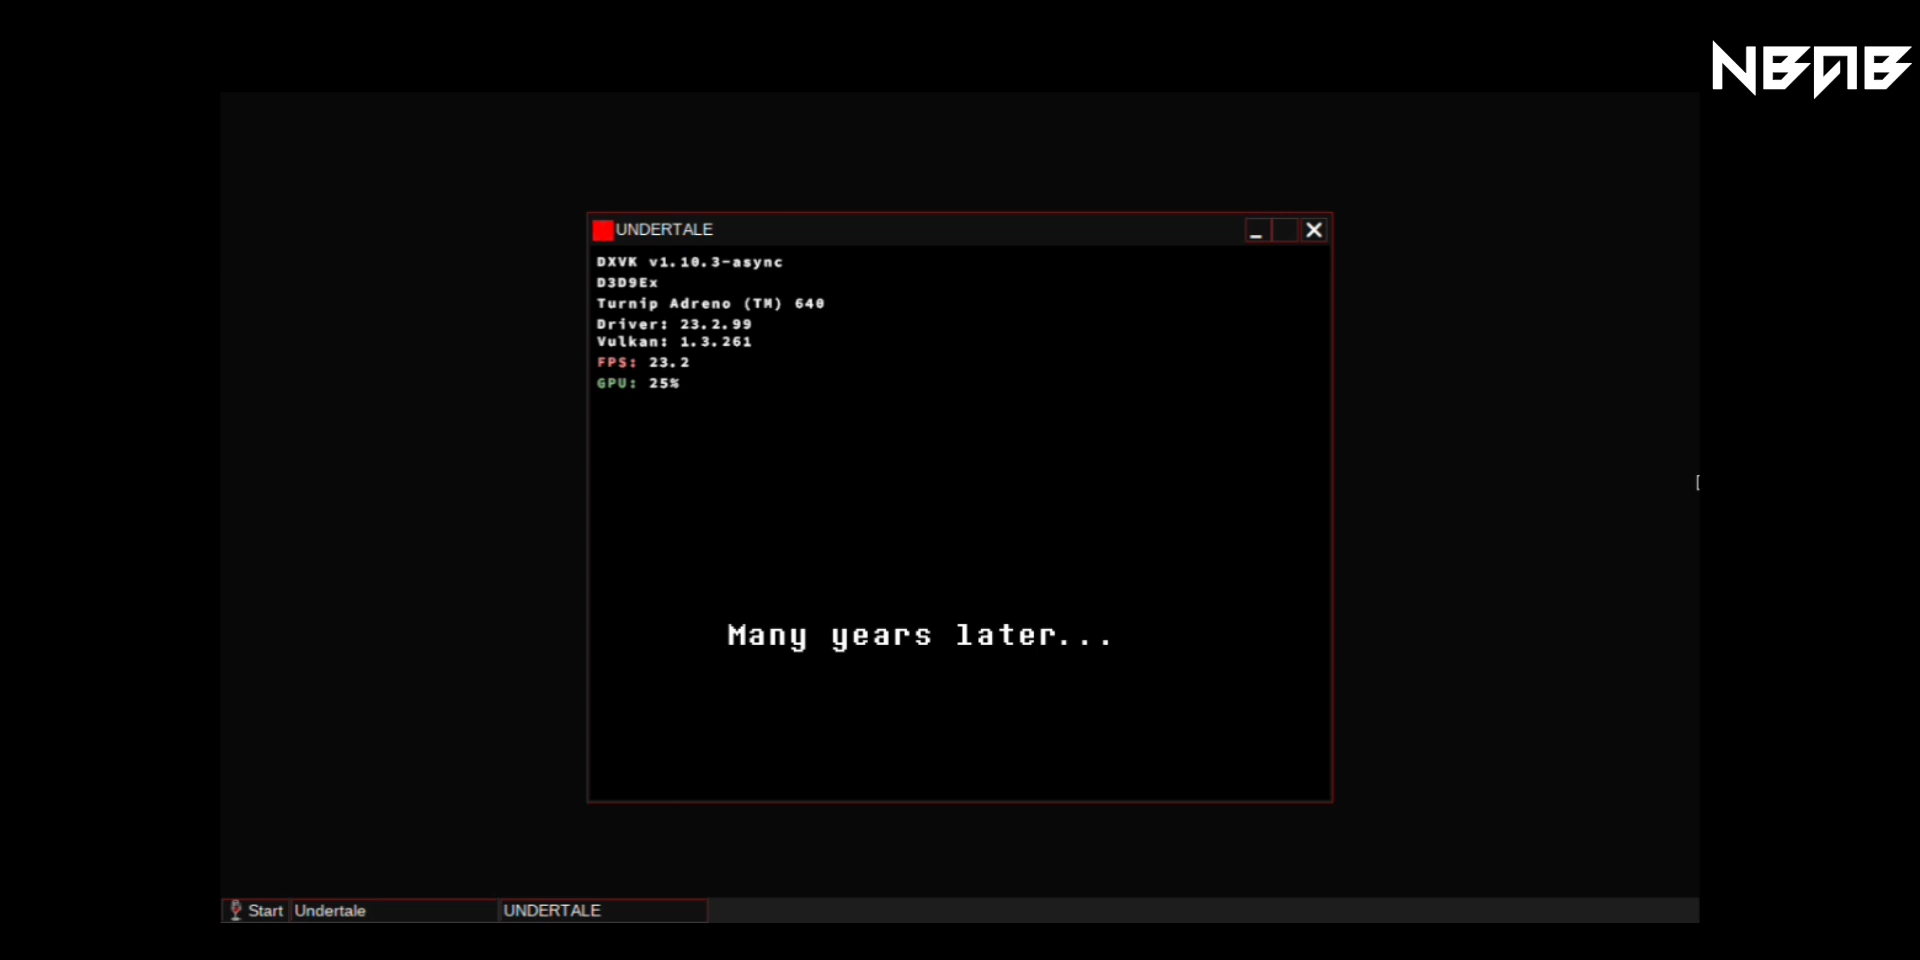 NBAB
UNDERTALE
DXVK v1.10.3-async
D3D9Ex
Turnip Adreno (TM) 640
Driver: 23.2.99
Vulkan: 1.3.261
FPS: 23.2
GPU: 25%
Many years later...
Start
Undertale
UNDERTALE